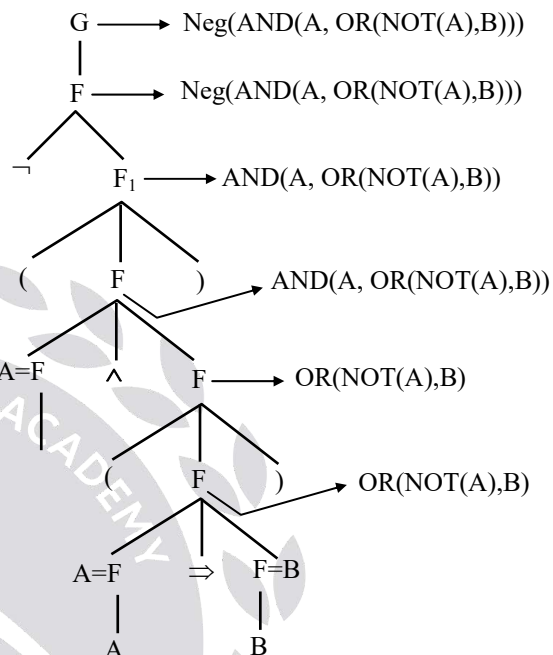 G Neg(AND(A, OR(NOT(A),B)))
F Neg(AND(A, OR(NOT(A),B)))
¬ F₁ AND(A, OR(NOT(A),B))
( F ) AND(A, OR(NOT(A),B))
A=F ^ F OR(NOT(A),B)
ACADEMY
( F ) OR(NOT(A),B)
A=F ⇒ F=B
A B